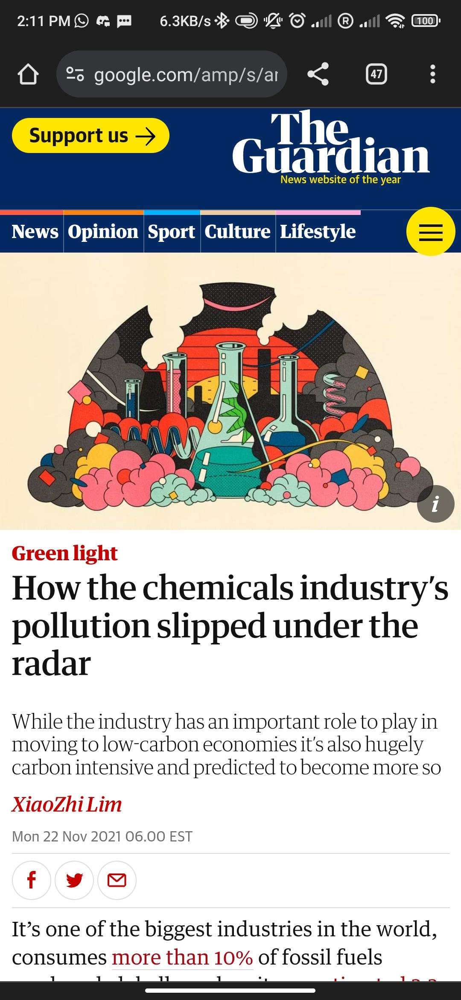 2:11 PM 6.3KB/s 100
google.com/amp/s/ar 47
Support us
The
Guardian
News website of the year
News Opinion Sport Culture Lifestyle
i
Green light
How the chemicals industry’s
pollution slipped under the
radar
While the industry has an important role to play in
moving to low-carbon economies it’s also hugely
carbon intensive and predicted to become more so
XiaoZhi Lim
Mon 22 Nov 2021 06.00 EST
It’s one of the biggest industries in the world,
consumes more than 10% of fossil fuels